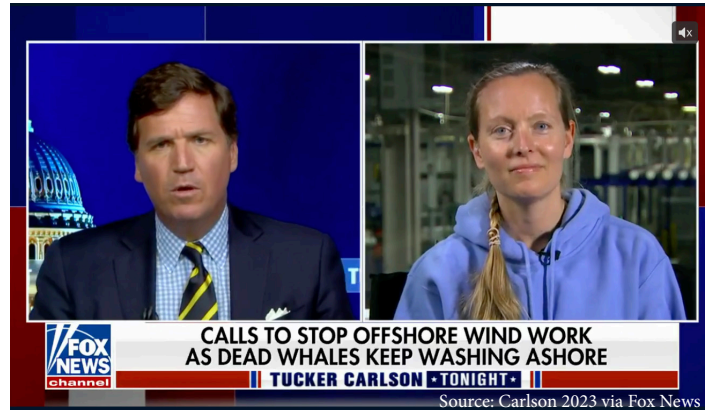 CALLS TO STOP OFFSHORE WIND WORK
AS DEAD WHALES KEEP WASHING ASHORE
FOX
NEWS
channel
TUCKER CARLSON TONIGHT
Source: Carlson 2023 via Fox News